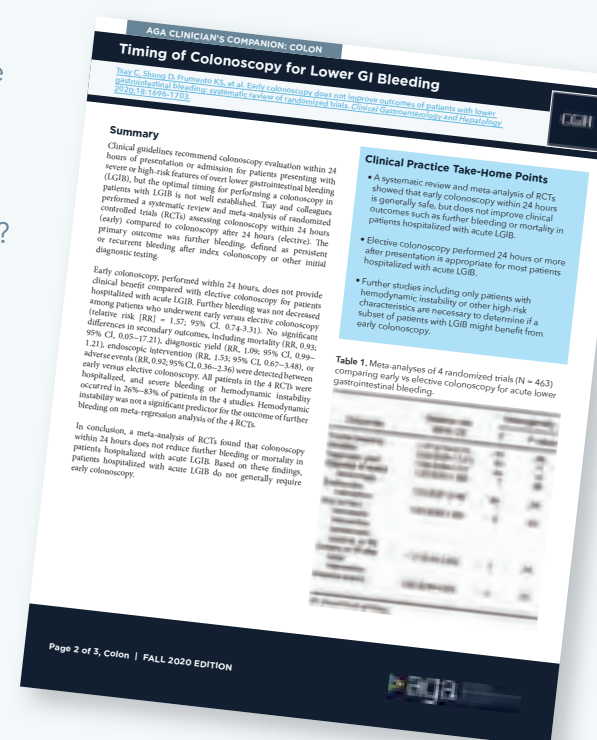 e
?
AGA CLINICIAN'S COMPANION: COLON
Timing of Colonoscopy for Lower GI Bleeding
Tsay C, Shung D, Frumento KS, et al. Early colonoscopy does not improve outcomes of patients with lower
gastrointestinal bleeding: systematic review of randomized trials. Clinical Gastroenterology and Hepatology
2020;18:1696-1703.
Summary
Clinical guidelines recommend colonoscopy evaluation within 24
hours of presentation or admission for patients presenting with
severe or high-risk features of overt lower gastrointestinal bleeding
(LGIB), but the optimal timing for performing a colonoscopy in
patients with LGIB is not well established. Tsay and colleagues
performed a systematic review and meta-analysis of randomized
controlled trials (RCTs) assessing colonoscopy within 24 hours
(early) compared to colonoscopy after 24 hours (elective). The
primary outcome was further bleeding, defined as persistent
or recurrent bleeding after index colonoscopy or other initial
diagnostic testing.
Early colonoscopy, performed within 24 hours, does not provide
clinical benefit compared with elective colonoscopy for patients
hospitalized with acute LGIB. Further bleeding was not decreased
among patients who underwent early versus elective colonoscopy
(relative risk [RR] = 1.57; 95% CI, 0.74-3.31). No significant
differences in secondary outcomes, including mortality (RR, 0.93;
95% CI, 0.05–17.21), diagnostic yield (RR, 1.09; 95% CI, 0.99–
1.21), endoscopic intervention (RR, 1.53; 95% CI, 0.67–3.48), or
adverse events (RR, 0.92; 95% CI, 0.36–2.36) were detected between
early versus elective colonoscopy. All patients in the 4 RCTs were
hospitalized, and severe bleeding or hemodynamic instability
occurred in 26%–83% of patients in the 4 studies. Hemodynamic
instability was not a significant predictor for the outcome of further
bleeding on meta-regression analysis of the 4 RCTs.
In conclusion, a meta-analysis of RCTs found that colonoscopy
within 24 hours does not reduce further bleeding or mortality in
patients hospitalized with acute LGIB. Based on these findings,
patients hospitalized with acute LGIB do not generally require
early colonoscopy.
Clinical Practice Take-Home Points
• A systematic review and meta-analysis of RCTs
showed that early colonoscopy within 24 hours
is generally safe, but does not improve clinical
outcomes such as further bleeding or mortality in
patients hospitalized with acute LGIB.
• Elective colonoscopy performed 24 hours or more
after presentation is appropriate for most patients
hospitalized with acute LGIB.
• Further studies including only patients with
hemodynamic instability or other high-risk
characteristics are necessary to determine if a
subset of patients with LGIB might benefit from
early colonoscopy.
Table 1. Meta-analyses of 4 randomized trials (N = 463)
comparing early vs elective colonoscopy for acute lower
gastrointestinal bleeding.
Page 2 of 3, Colon | FALL 2020 EDITION
aga